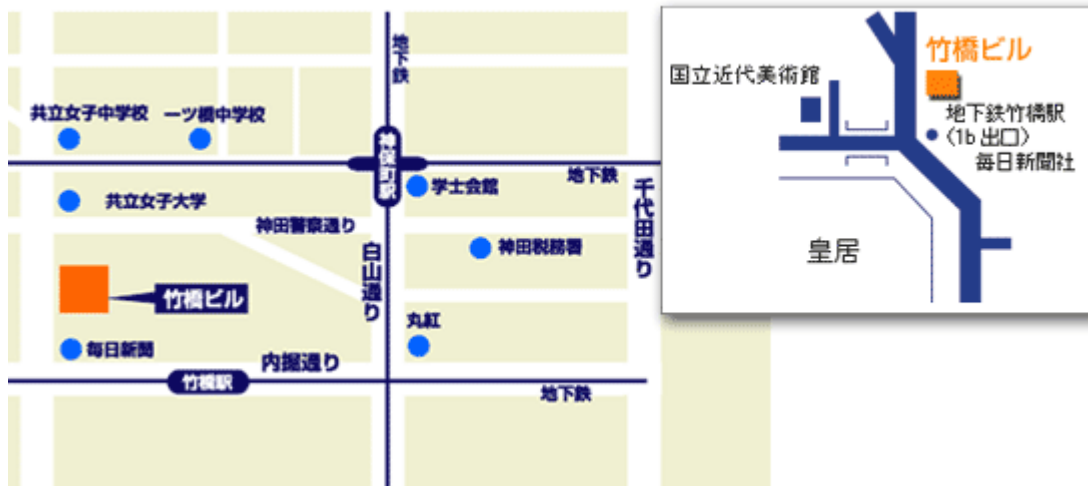 地下鉄
共立女子中学校
一ツ橋中学校
神保町駅
地下鉄
学士会館
共立女子大学
神田警察通り
白山通り
神田税務署
千代田通り
竹橋ビル
丸紅
毎日新聞
内掘通り
竹橋駅
地下鉄
竹橋ビル
国立近代美術館
地下鉄竹橋駅
(1b 出口)
毎日新聞社
皇居